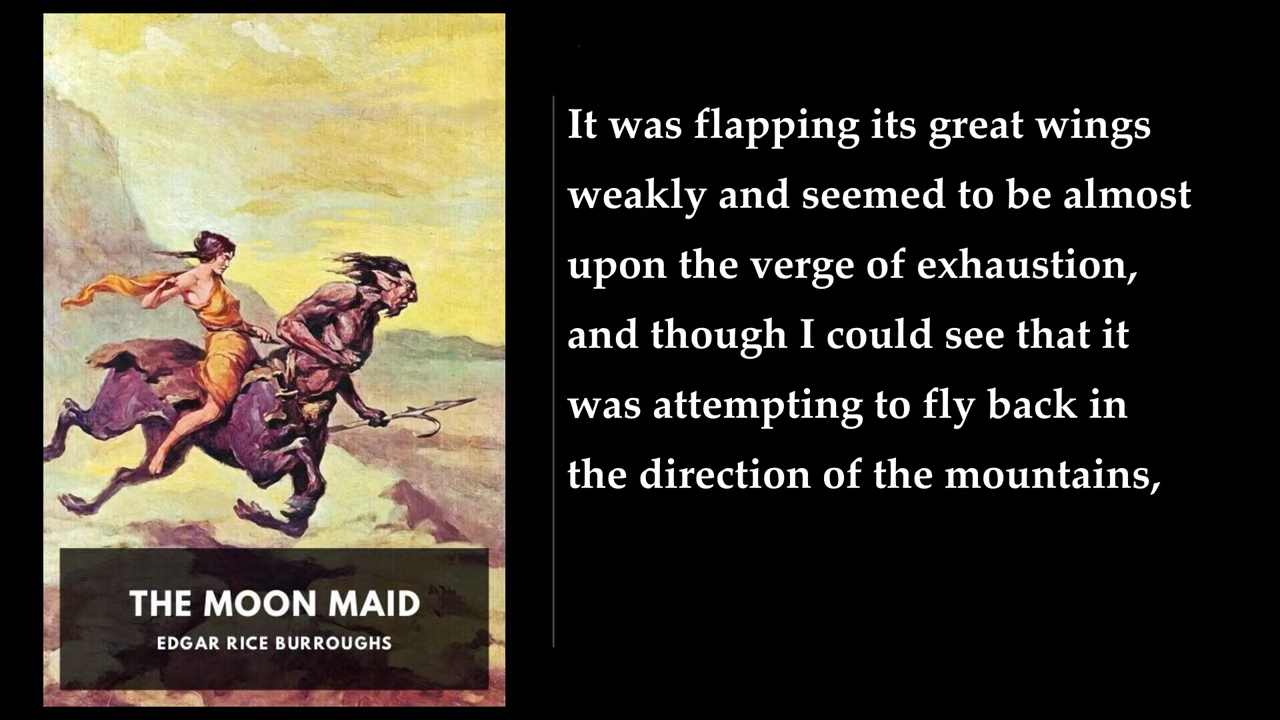 THE MOON MAID
EDGAR RICE BURROUGHS
It was flapping its great wings
weakly and seemed to be almost
upon the verge of exhaustion,
and though I could see that it
was attempting to fly back in
the direction of the mountains,